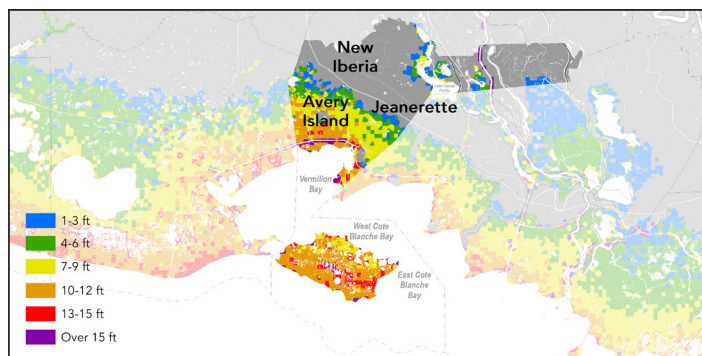 New
Iberia
Avery
Island
Jeanerette
Vermilion
Bay
West Cote
Blanche Bay
East Cote
Blanche
Bay
1-3 ft
4-6 ft
7-9 ft
10-12 ft
13-15 ft
Over 15 ft